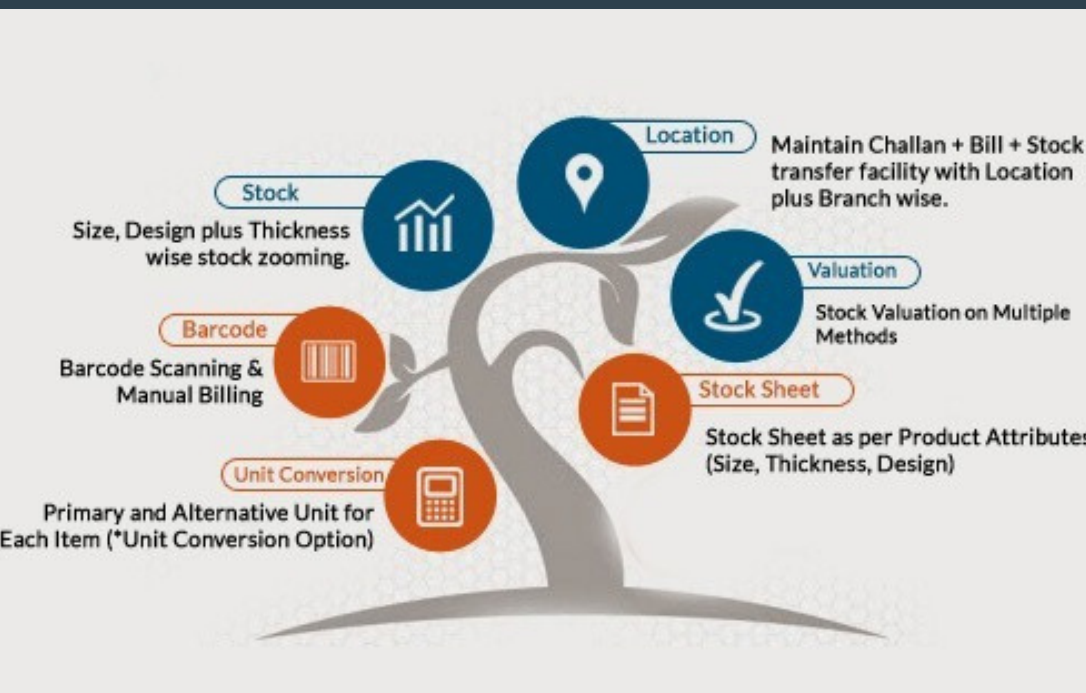 Location
Maintain Challan + Bill + Stock
transfer facility with Location
plus Branch wise.
Stock
Size, Design plus Thickness
wise stock zooming.
Valuation
Stock Valuation on Multiple
Methods
Barcode
Barcode Scanning &
Manual Billing
Stock Sheet
Stock Sheet as per Product Attributes
(Size, Thickness, Design)
Unit Conversion
Primary and Alternative Unit for
Each Item (*Unit Conversion Option)